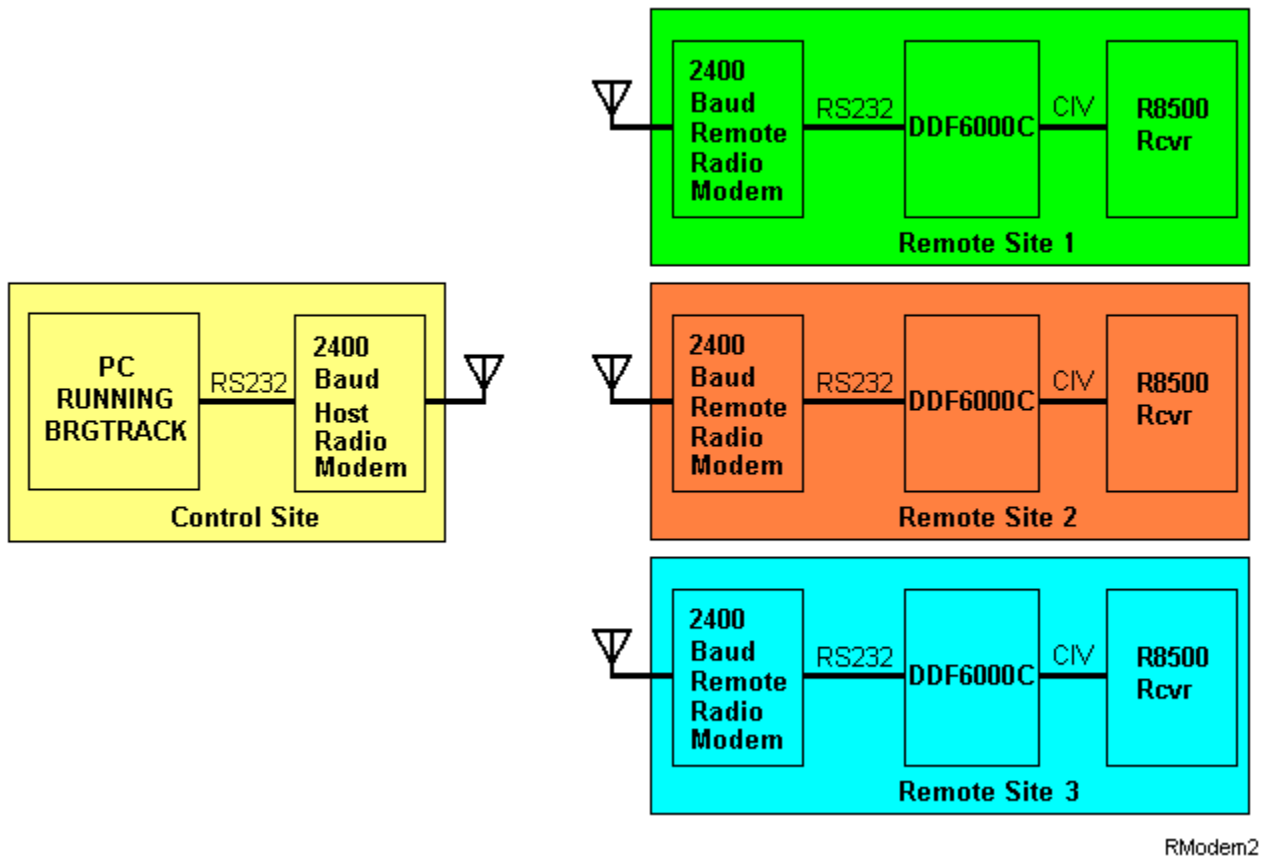 2400
Baud
Remote
Radio
Modem
RS232
DDF6000C
CIV
R8500
Rcvr
Remote Site 1
PC
RUNNING
BRGTRACK
RS232
2400
Baud
Host
Radio
Modem
Control Site
2400
Baud
Remote
Radio
Modem
RS232
DDF6000C
CIV
R8500
Rcvr
Remote Site 2
2400
Baud
Remote
Radio
Modem
RS232
DDF6000C
CIV
R8500
Rcvr
Remote Site 3
RModem2